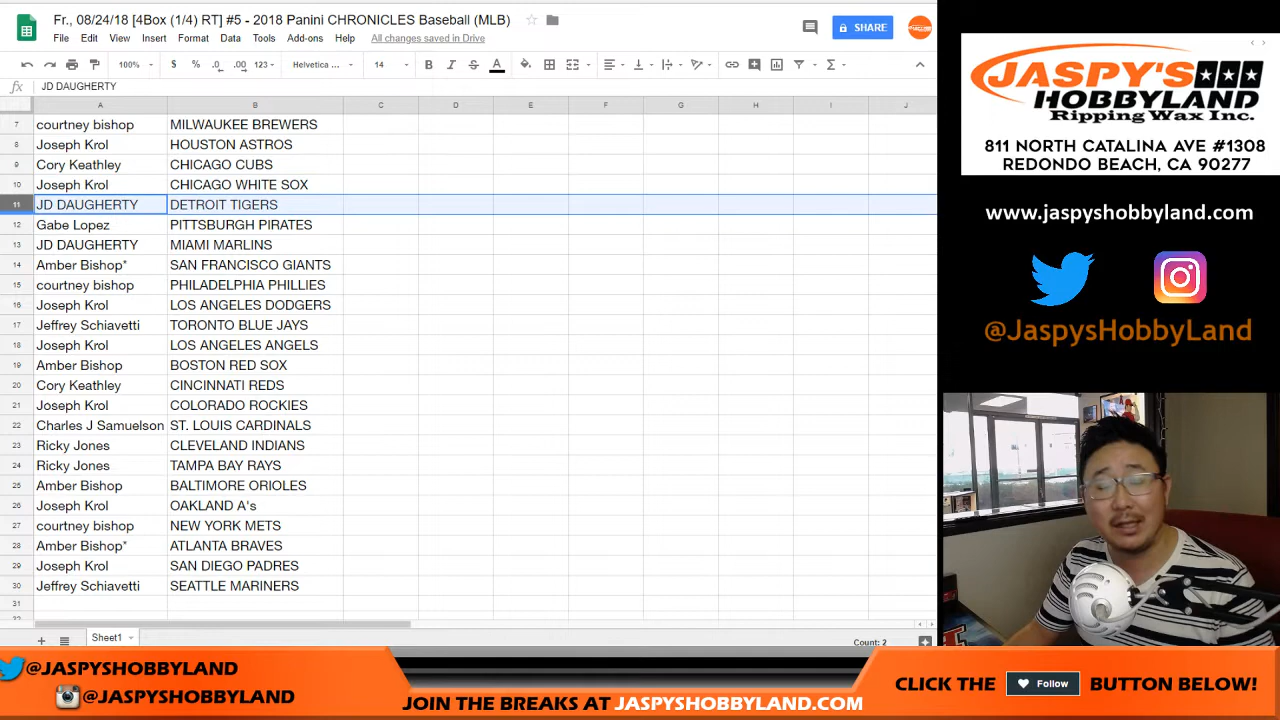 Fr., 08/24/18 [4Box (1/4) RT] #5 - 2018 Panini CHRONICLES Baseball (MLB)
File Edit View Insert Format Data Tools Add-ons Help All changes saved in Drive
SHARE
100% $ % .0 .00 123 Helvetica ... 14 B I S A
fx JD DAUGHERTY
A B C D E F G H I J
7 courtney bishop MILWAUKEE BREWERS
8 Joseph Krol HOUSTON ASTROS
9 Cory Keathley CHICAGO CUBS
10 Joseph Krol CHICAGO WHITE SOX
11 JD DAUGHERTY DETROIT TIGERS
12 Gabe Lopez PITTSBURGH PIRATES
13 JD DAUGHERTY MIAMI MARLINS
14 Amber Bishop* SAN FRANCISCO GIANTS
15 courtney bishop PHILADELPHIA PHILLIES
16 Joseph Krol LOS ANGELES DODGERS
17 Jeffrey Schiavetti TORONTO BLUE JAYS
18 Joseph Krol LOS ANGELES ANGELS
19 Amber Bishop BOSTON RED SOX
20 Cory Keathley CINCINNATI REDS
21 Joseph Krol COLORADO ROCKIES
22 Charles J Samuelson ST. LOUIS CARDINALS
23 Ricky Jones CLEVELAND INDIANS
24 Ricky Jones TAMPA BAY RAYS
25 Amber Bishop BALTIMORE ORIOLES
26 Joseph Krol OAKLAND A's
27 courtney bishop NEW YORK METS
28 Amber Bishop* ATLANTA BRAVES
29 Joseph Krol SAN DIEGO PADRES
30 Jeffrey Schiavetti SEATTLE MARINERS
31
Sheet1
Count: 2
JASPY'S
HOBBYLAND
Ripping Wax Inc.
811 NORTH CATALINA AVE #1308
REDONDO BEACH, CA 90277
www.jaspyshobbyland.com
@JaspysHobbyLand
@JASPYSHOBBYLAND
@JASPYSHOBBYLAND
JOIN THE BREAKS AT JASPYSHOBBYLAND.COM
CLICK THE Follow BUTTON BELOW!